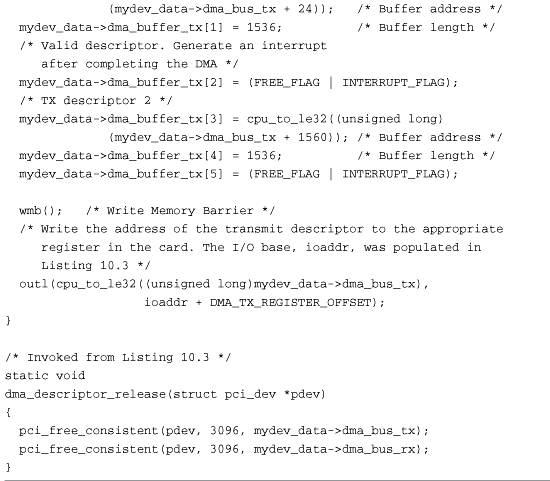 (mydev_data->dma_bus_tx + 24));   /* Buffer address */
mydev_data->dma_buffer_tx[1] = 1536;           /* Buffer length */
/* Valid descriptor. Generate an interrupt
after completing the DMA */
mydev_data->dma_buffer_tx[2] = (FREE_FLAG | INTERRUPT_FLAG);
/* TX descriptor 2 */
mydev_data->dma_buffer_tx[3] = cpu_to_le32((unsigned long)
(mydev_data->dma_bus_tx + 1560)); /* Buffer address */
mydev_data->dma_buffer_tx[4] = 1536;           /* Buffer length */
mydev_data->dma_buffer_tx[5] = (FREE_FLAG | INTERRUPT_FLAG);
wmb();   /* Write Memory Barrier */
/* Write the address of the transmit descriptor to the appropriate
register in the card. The I/O base, ioaddr, was populated in
Listing 10.3 */
outl(cpu_to_le32((unsigned long)mydev_data->dma_bus_tx),
ioaddr + DMA_TX_REGISTER_OFFSET);
}
/* Invoked from Listing 10.3 */
static void
dma_descriptor_release(struct pci_dev *pdev)
{
pci_free_consistent(pdev, 3096, mydev_data->dma_bus_tx);
pci_free_consistent(pdev, 3096, mydev_data->dma_bus_rx);
}